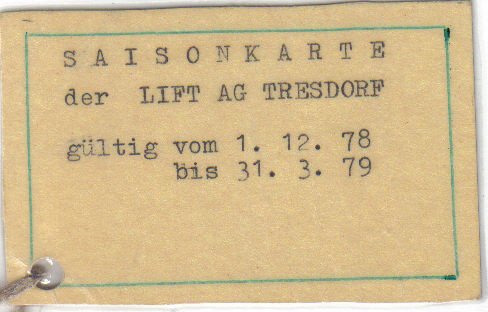 SAISONKARTE
der LIFT AG TRESDORF
gültig vom 1. 12. 78
bis 31. 3. 79